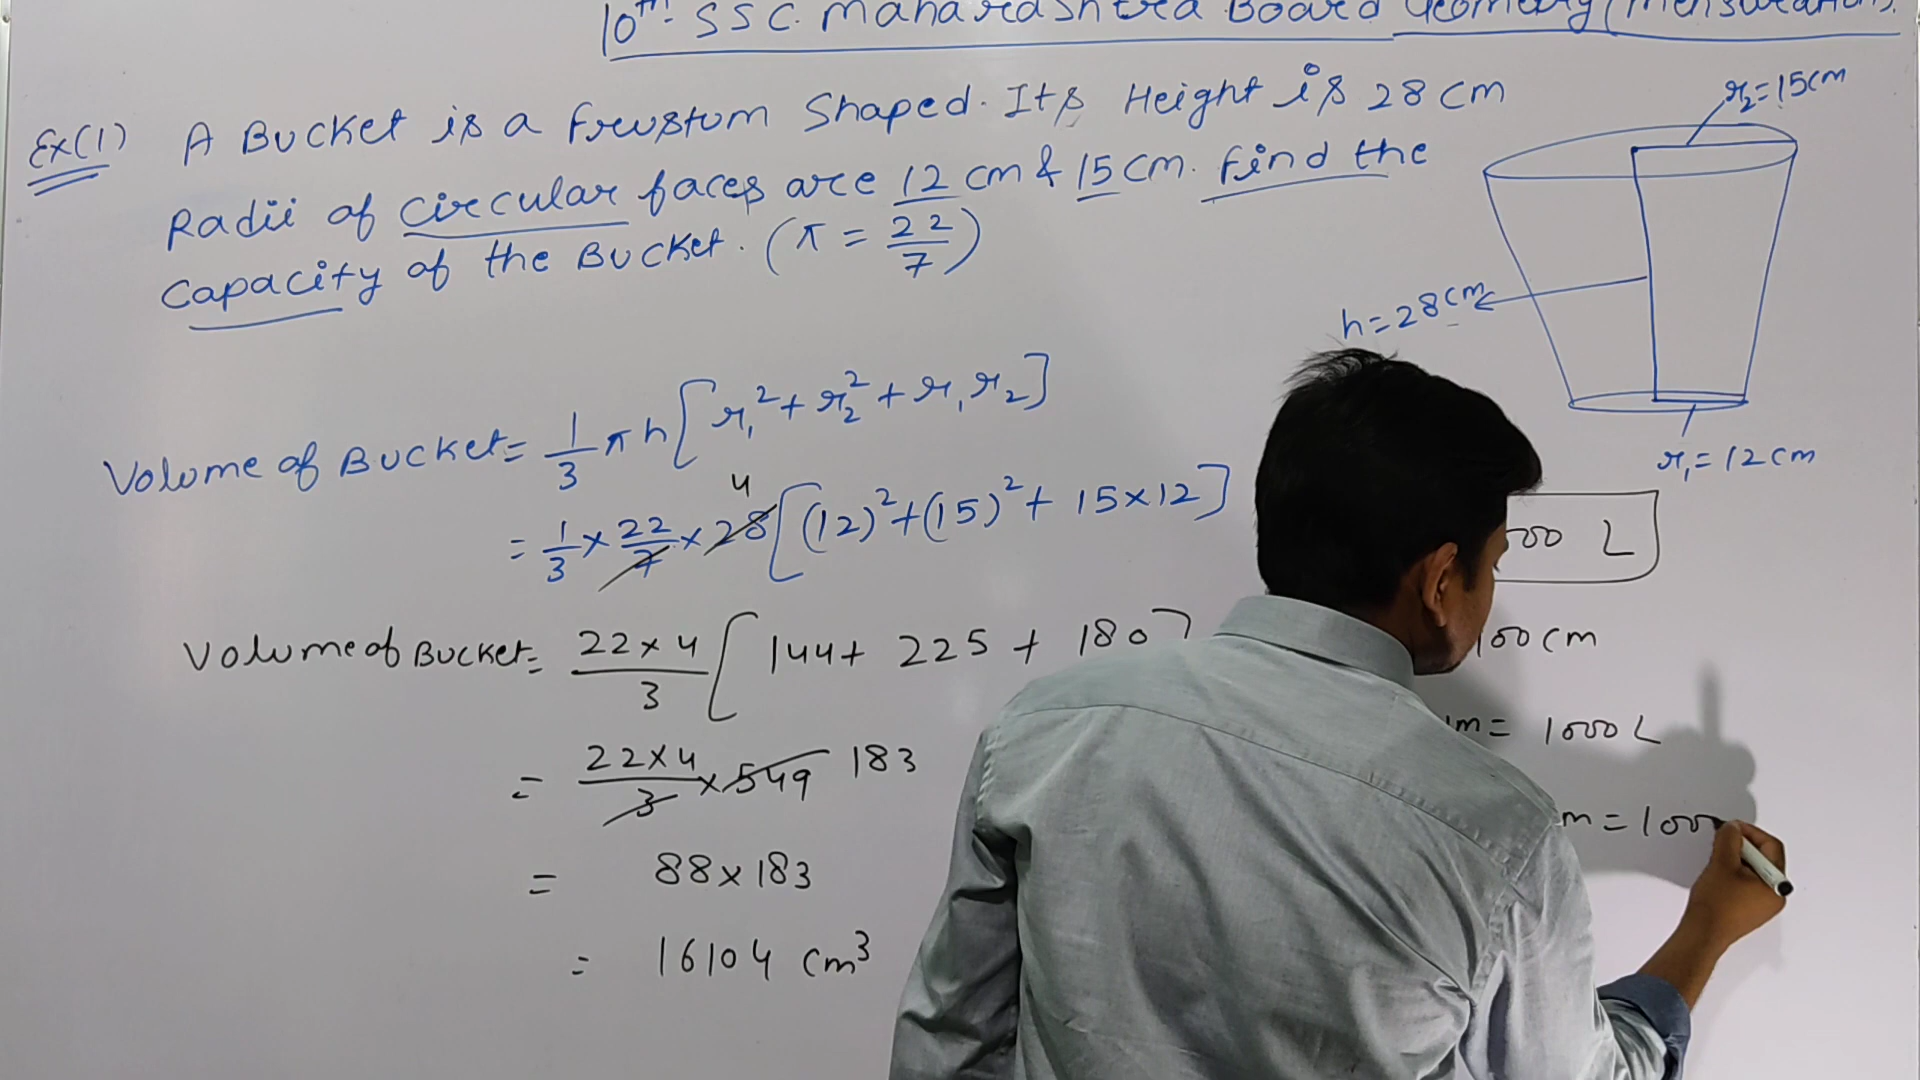 10th. SSC. Maharashtra Board Geometry (Mensuration).
Ex(1) A Bucket is a frustum Shaped. Its Height is 28 cm
Radii of circular faces are 12 cm & 15 cm. Find the
Capacity of the Bucket. (π = 22/7)
r₂ = 15cm
h = 28cm
r₁ = 12cm
Volume of Bucket = 1/3 πh [r₁² + r₂² + r₁r₂]
= 1/3 × 22/7 × 28 4 [(12)² + (15)² + 15×12]
Volume of Bucket = 22×4/3 [144 + 225 + 180]
= 22×4/3 × 549 183
= 88 × 183
= 16104 cm³
000 L
100 cm
m = 1000 L
m = 1000